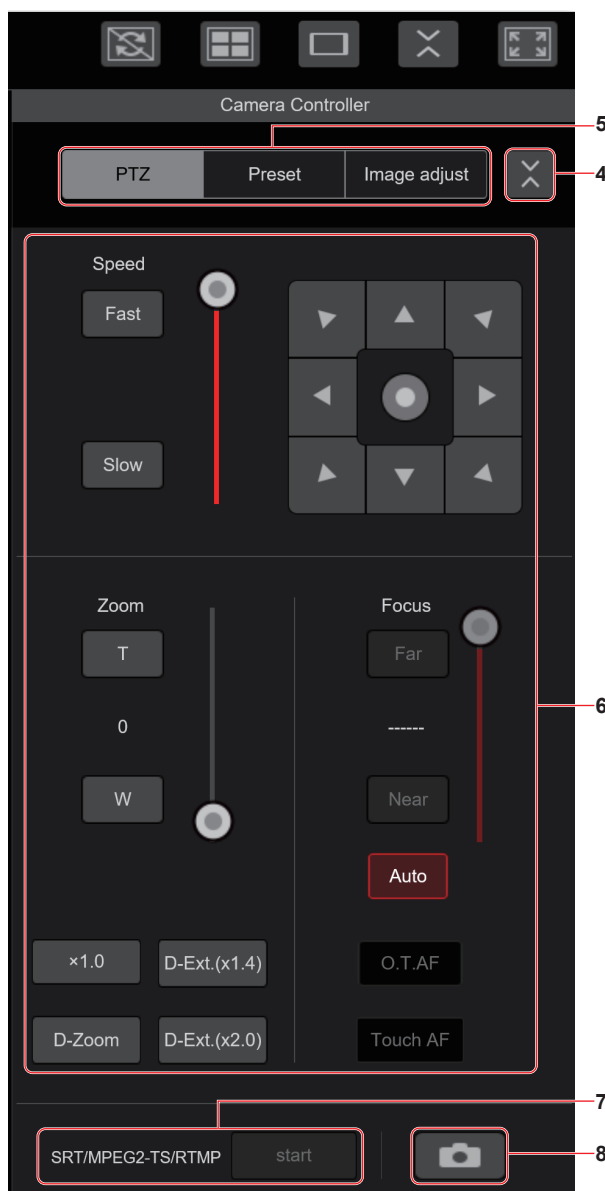 Camera Controller
5
PTZ Preset Image adjust
4
Speed
Fast
Slow
Zoom Focus
T Far
0 ------
6
W Near
Auto
×1.0 D-Ext.(x1.4) O.T.AF
D-Zoom D-Ext.(x2.0) Touch AF
7
SRT/MPEG2-TS/RTMP start
8